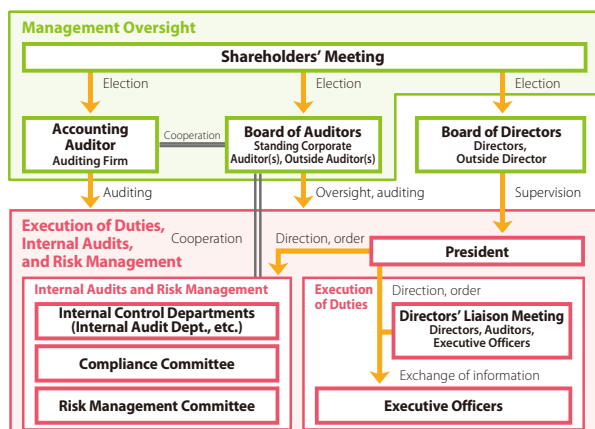 Management Oversight
Shareholders’ Meeting
Election
Election
Election
Accounting
Auditor
Auditing Firm
Cooperation
Board of Auditors
Standing Corporate
Auditor(s), Outside Auditor(s)
Board of Directors
Directors,
Outside Director
Auditing
Oversight, auditing
Supervision
Execution of Duties,
Internal Audits,
and Risk Management
Cooperation
Direction, order
President
Internal Audits and Risk Management
Internal Control Departments
(Internal Audit Dept., etc.)
Compliance Committee
Risk Management Committee
Execution
of Duties
Direction, order
Directors’ Liaison Meeting
Directors, Auditors,
Executive Officers
Exchange of information
Executive Officers